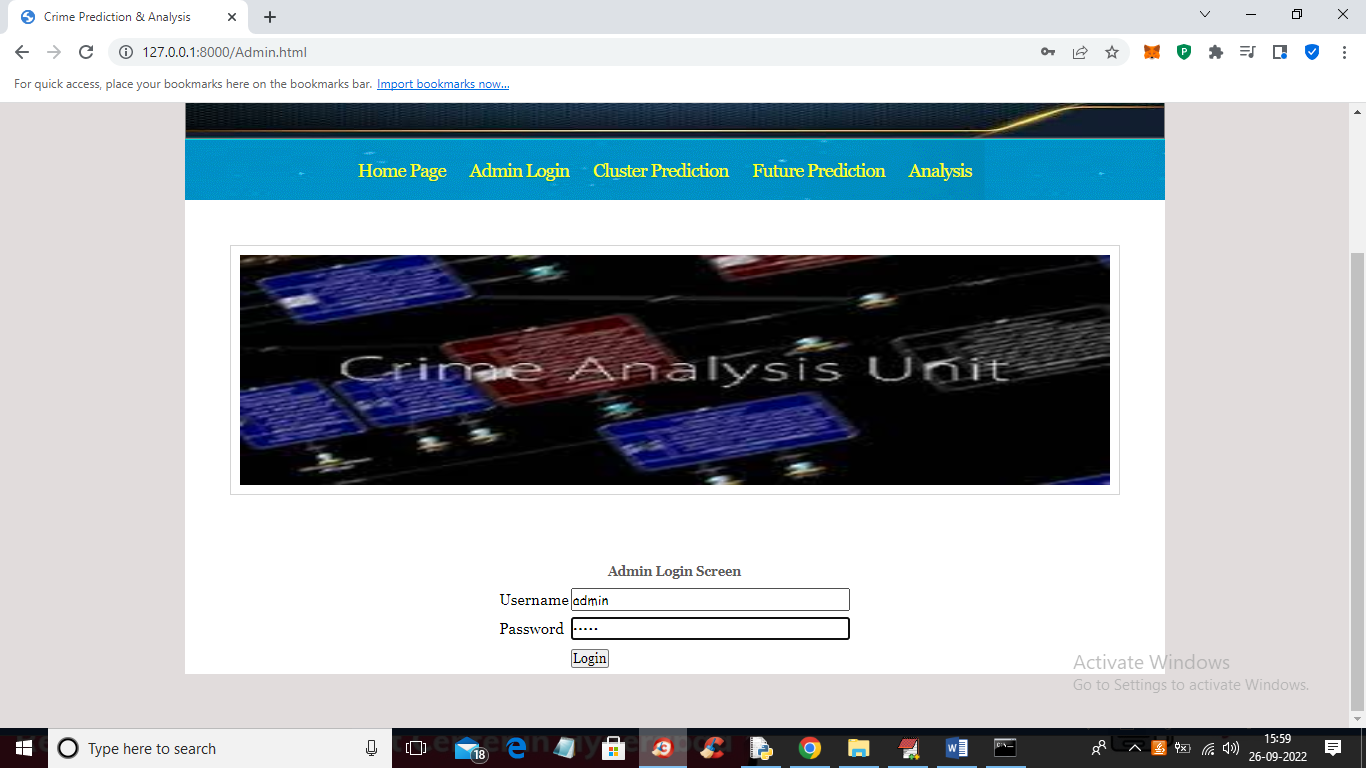 Crime Prediction & Analysis
127.0.0.1:8000/Admin.html
For quick access, place your bookmarks here on the bookmarks bar. Import bookmarks now...
Home Page Admin Login Cluster Prediction Future Prediction Analysis
Crime Analysis Unit
Admin Login Screen
Username admin
Password •••••
Login
Activate Windows
Go to Settings to activate Windows.
Type here to search
18
15:59
26-09-2022